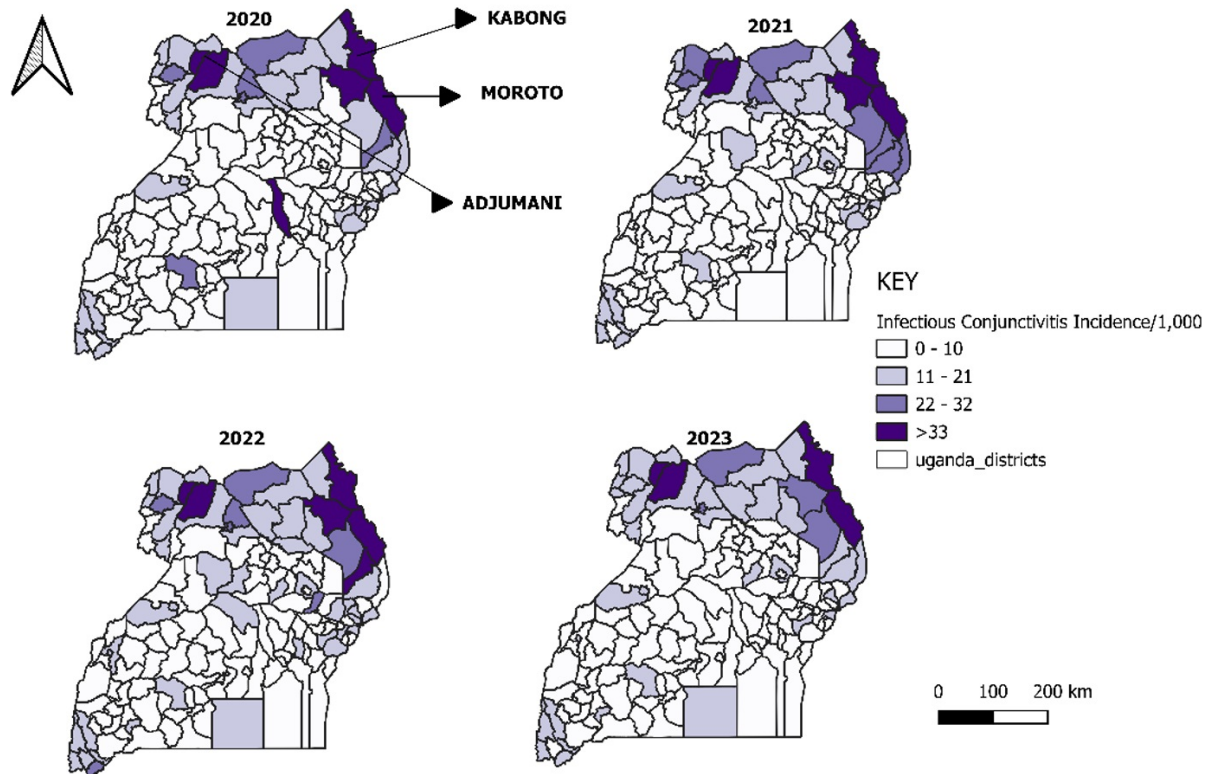 2020
KABONG
MOROTO
ADJUMANI
2021
KEY
Infectious Conjunctivitis Incidence/1,000
0 - 10
11 - 21
22 - 32
>33
uganda_districts
2022
2023
0 100 200 km